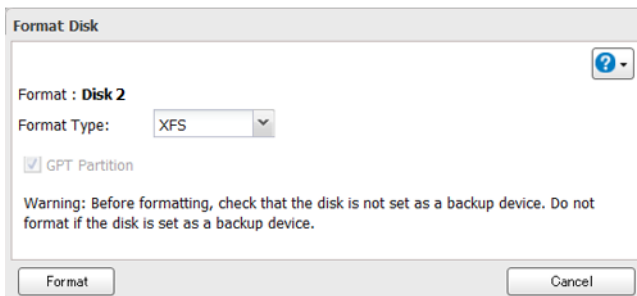 Format Disk
Format : Disk 2
Format Type: XFS
GPT Partition
Warning: Before formatting, check that the disk is not set as a backup device. Do not
format if the disk is set as a backup device.
Format Cancel